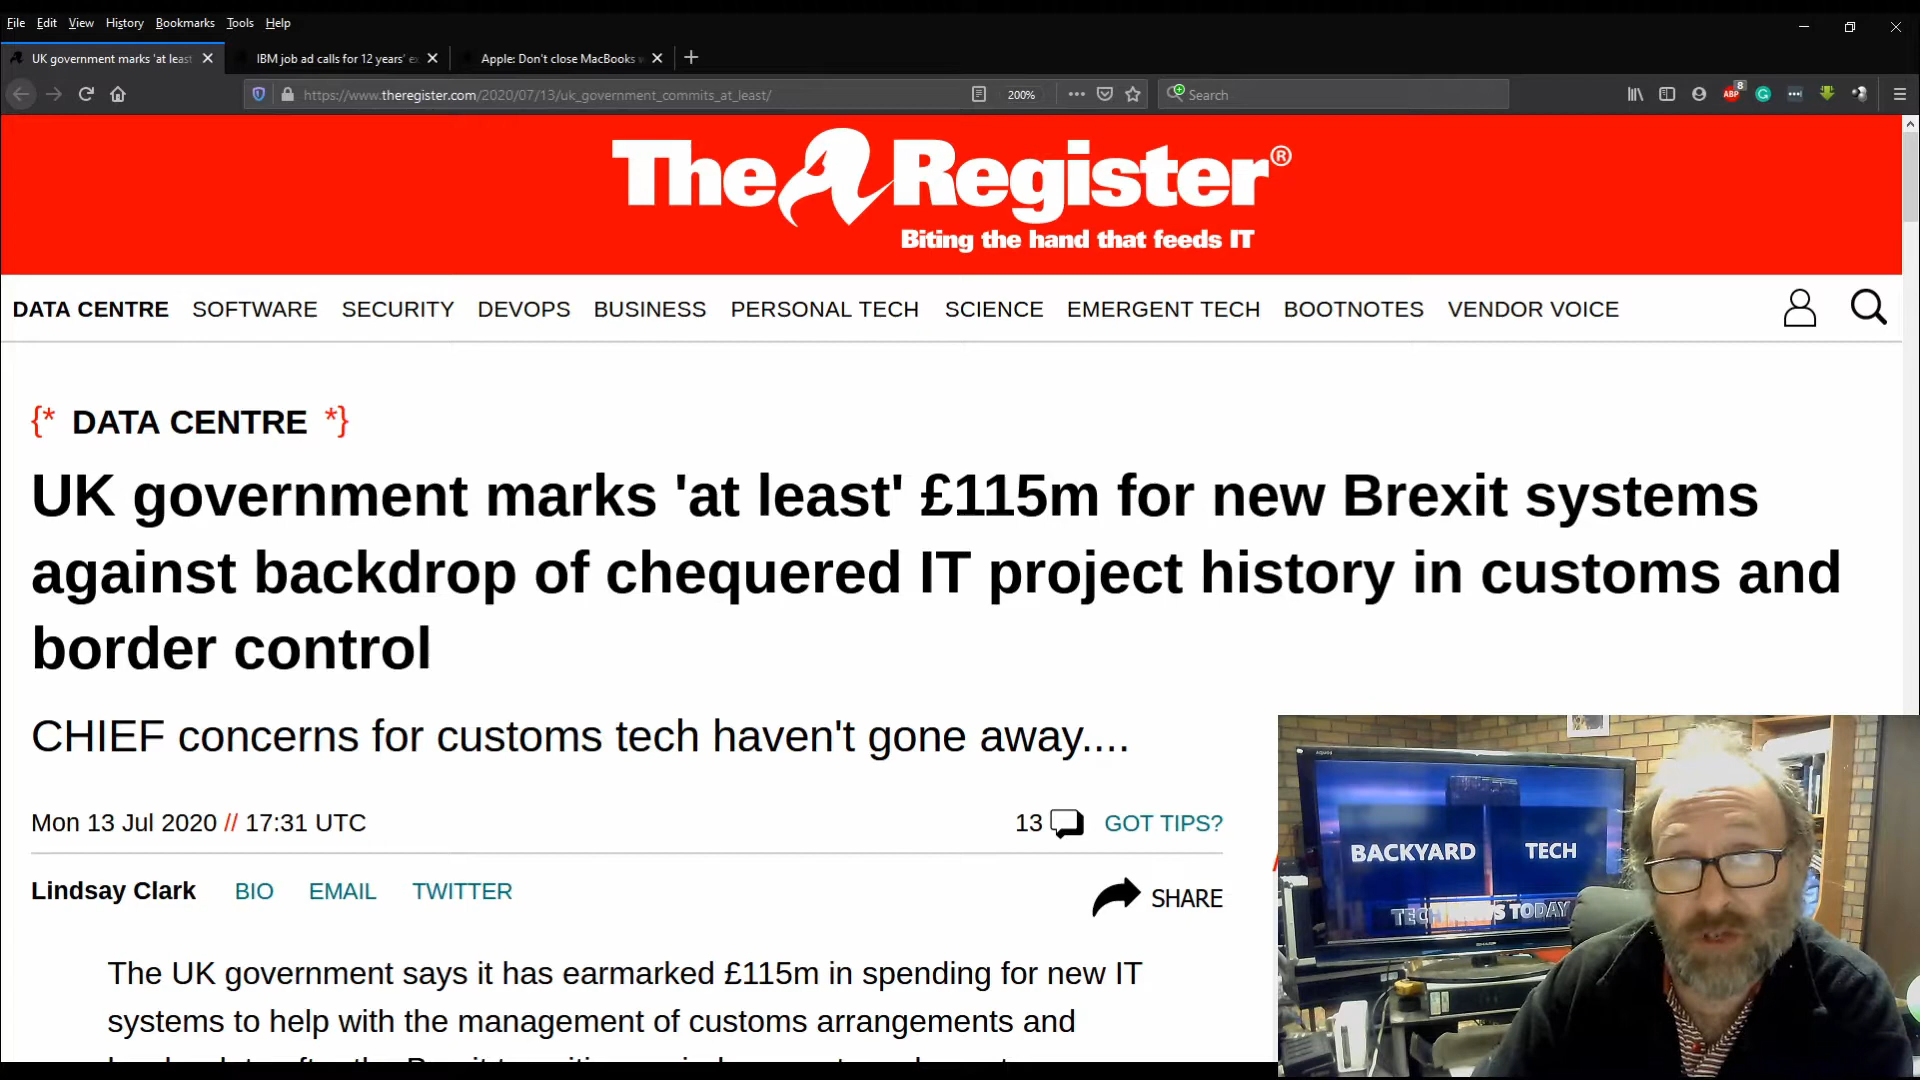 File Edit View History Bookmarks Tools Help
UK government marks 'at least IBM job ad calls for 12 years' e Apple: Don't close MacBooks
https://www.theregister.com/2020/07/13/uk_government_commits_at_least/ 200% Search ABP 8
The Register®
Biting the hand that feeds IT
DATA CENTRE SOFTWARE SECURITY DEVOPS BUSINESS PERSONAL TECH SCIENCE EMERGENT TECH BOOTNOTES VENDOR VOICE
{* DATA CENTRE *}
UK government marks 'at least' £115m for new Brexit systems
against backdrop of chequered IT project history in customs and
border control
CHIEF concerns for customs tech haven't gone away....
Mon 13 Jul 2020 // 17:31 UTC 13 GOT TIPS?
Lindsay Clark BIO EMAIL TWITTER SHARE
The UK government says it has earmarked £115m in spending for new IT
systems to help with the management of customs arrangements and
BACKYARD TECH
TECH NEWS TODAY
SHARP